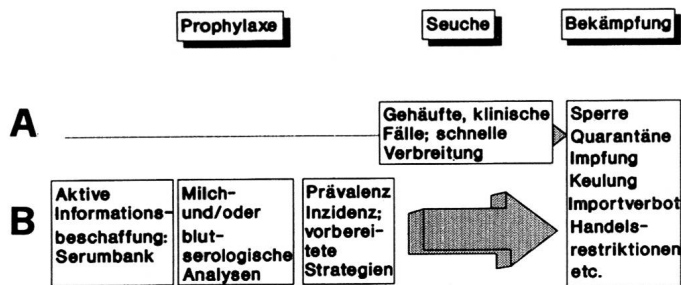 Prophylaxe
Seuche
Bekämpfung
A
Gehäufte, klinische
Fälle; schnelle
Verbreitung
Sperre
Quarantäne
Impfung
Keulung
Importverbot
Handels-
restriktionen
etc.
B
Aktive
Informations-
beschaffung:
Serumbank
Milch-
und/oder
blut-
serologische
Analysen
Prävalenz
Inzidenz;
vorberei-
tete
Strategien